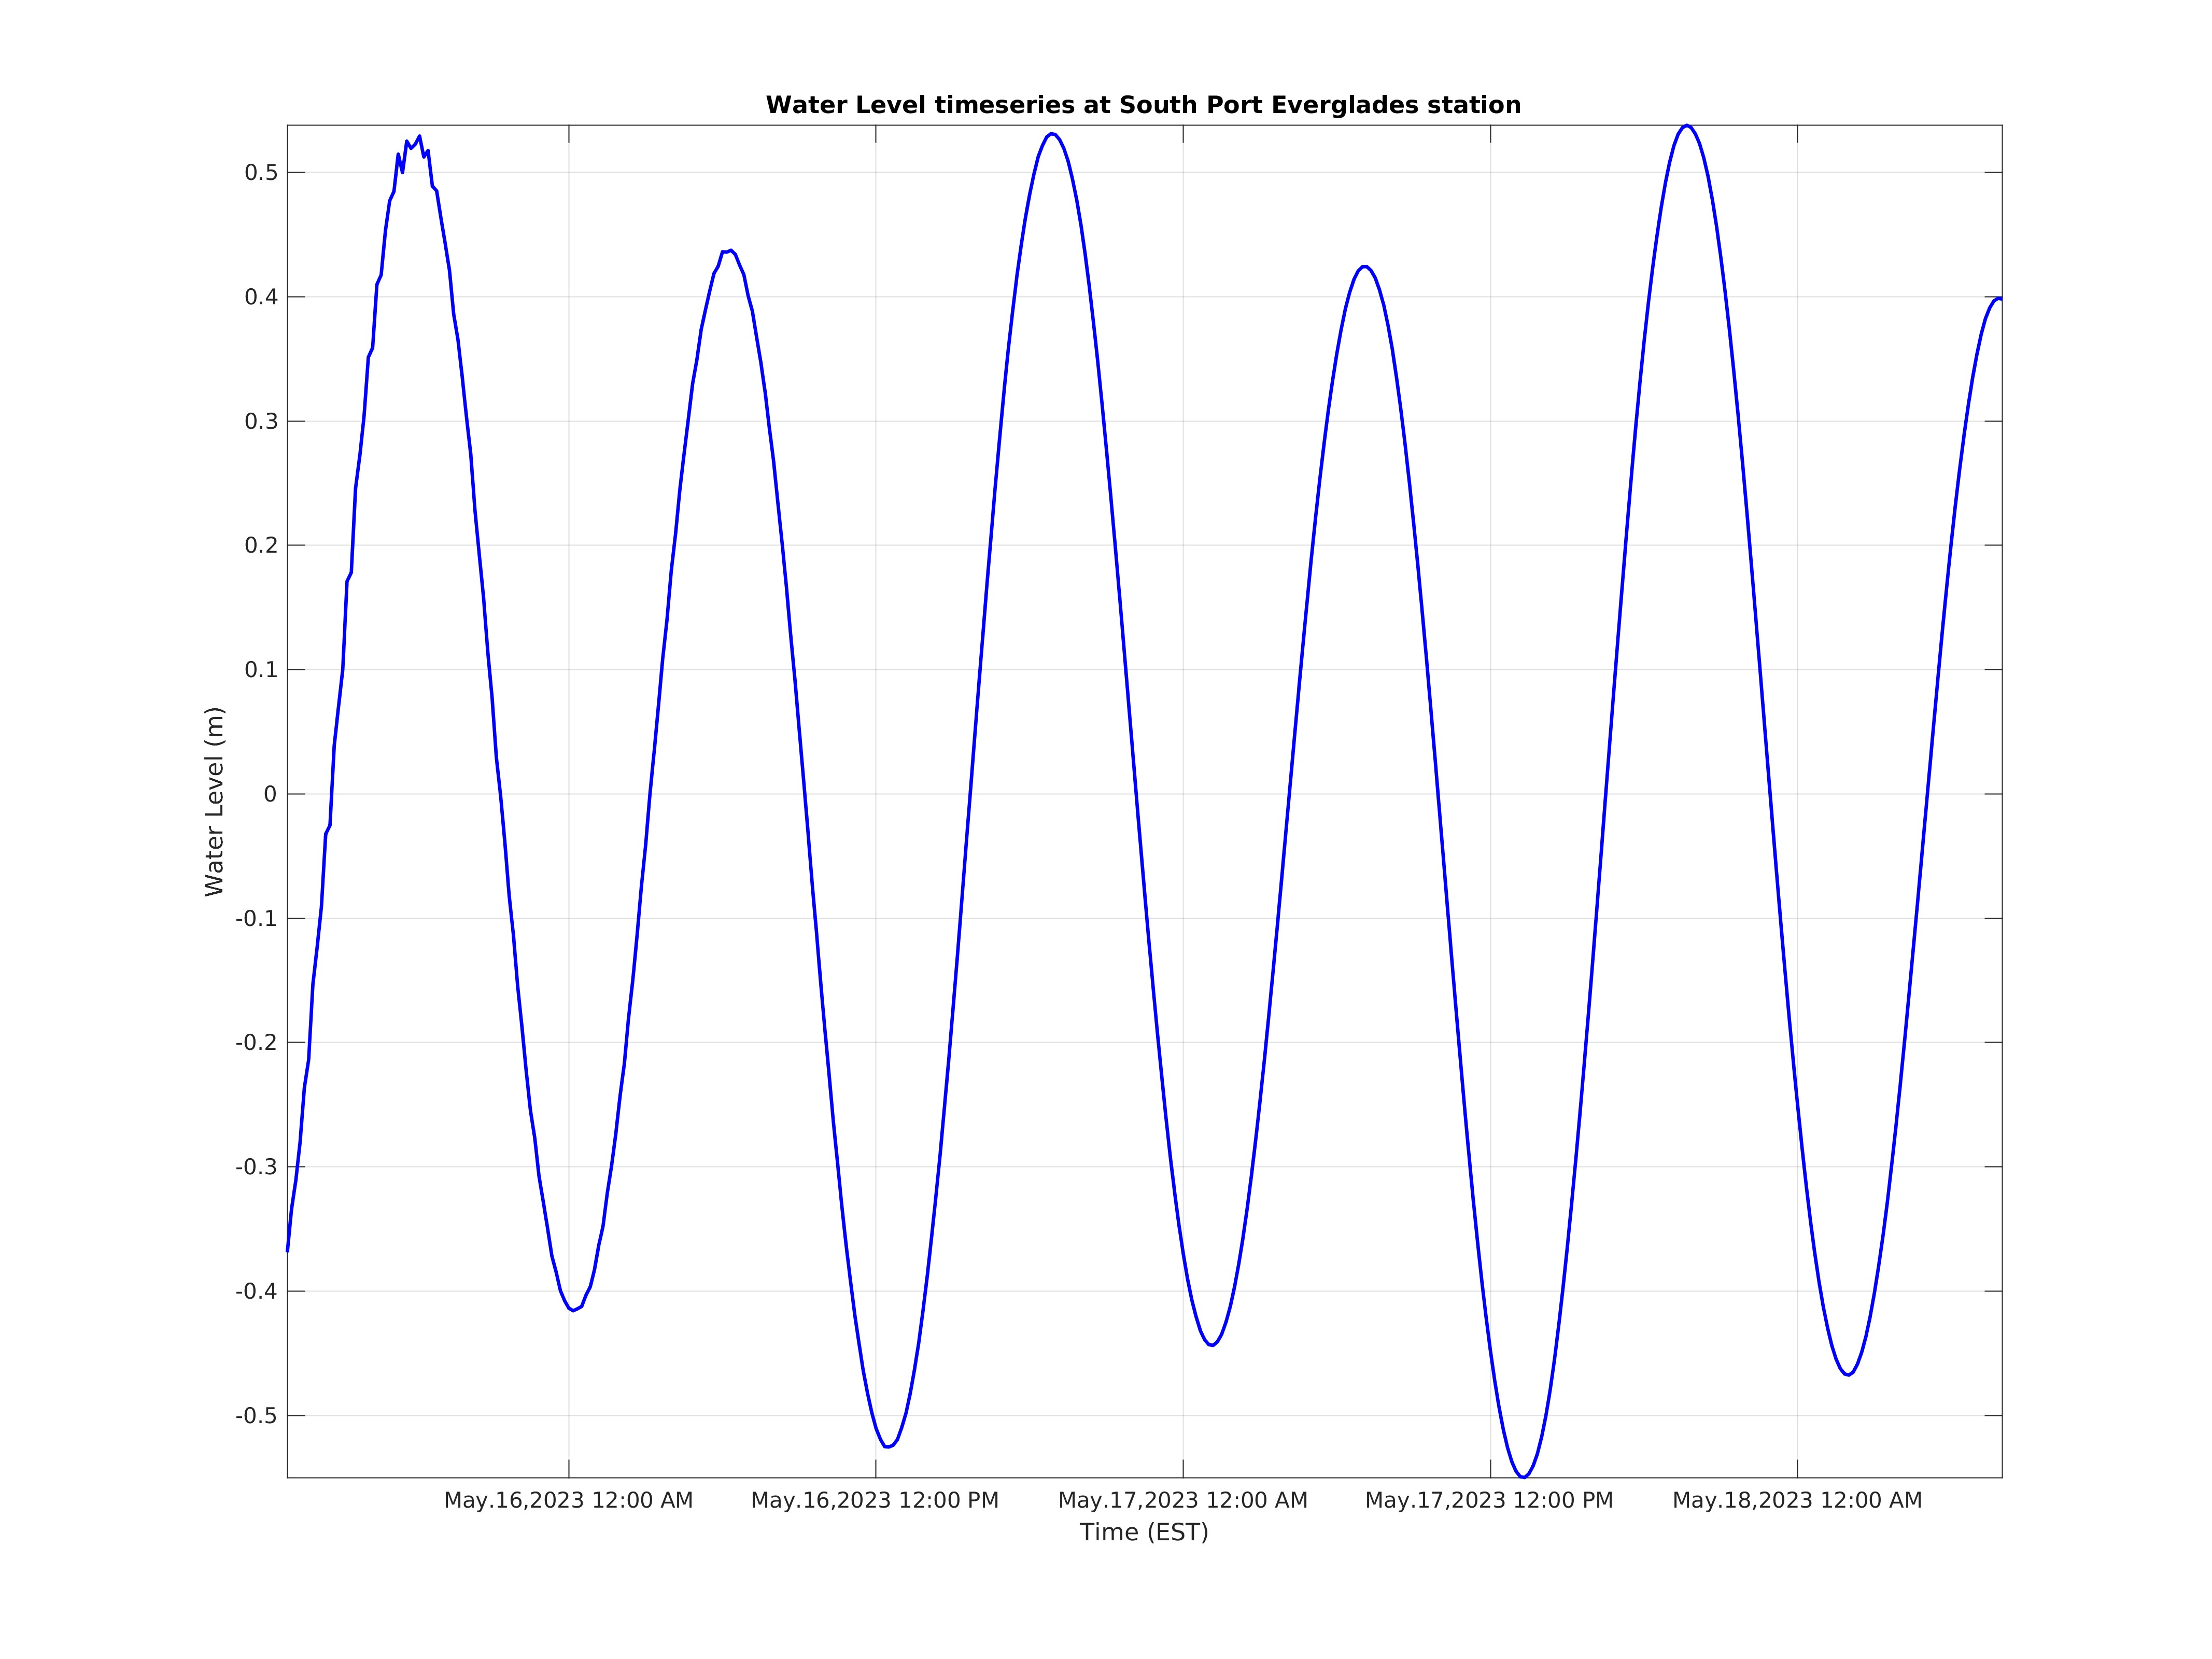 Water Level timeseries at South Port Everglades station
0.5
0.4
0.3
0.2
0.1
0
-0.1
-0.2
-0.3
-0.4
-0.5
Water Level (m)
May.16,2023 12:00 AM
May.16,2023 12:00 PM
May.17,2023 12:00 AM
May.17,2023 12:00 PM
May.18,2023 12:00 AM
Time (EST)